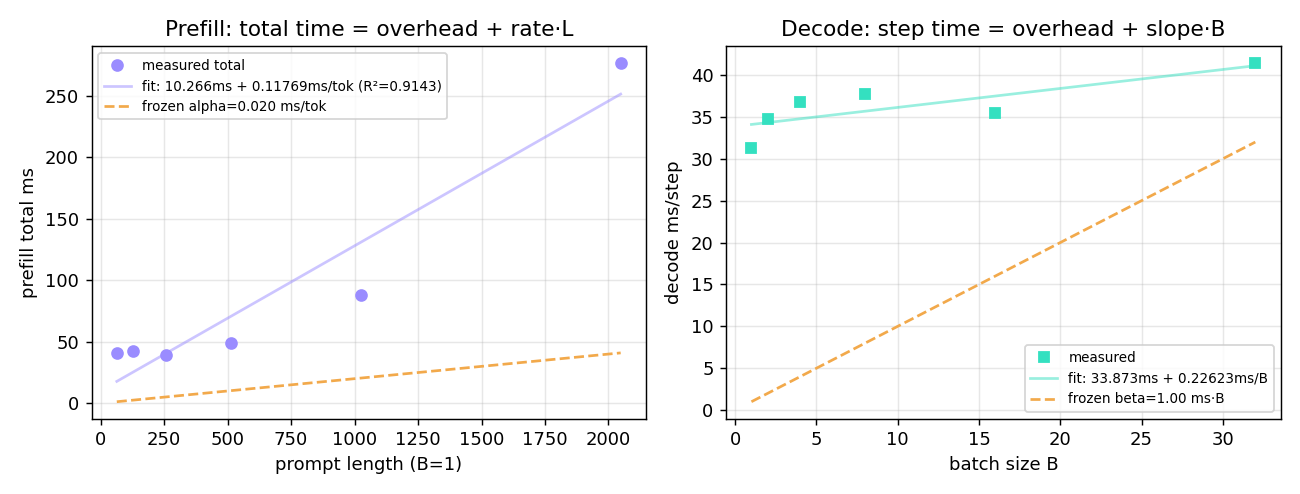 Prefill: total time = overhead + rate·L
measured total
fit: 10.266ms + 0.11769ms/tok (R²=0.9143)
frozen alpha=0.020 ms/tok
prefill total ms
250
200
150
100
50
0
0 250 500 750 1000 1250 1500 1750 2000
prompt length (B=1)
Decode: step time = overhead + slope·B
decode ms/step
40
35
30
25
20
15
10
5
0
measured
fit: 33.873ms + 0.22623ms/B
frozen beta=1.00 ms·B
0 5 10 15 20 25 30
batch size B